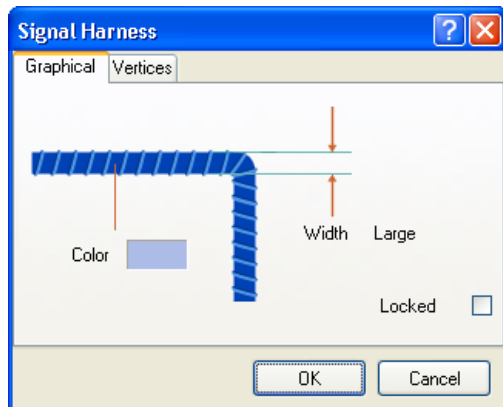 Signal Harness
Graphical Vertices
Width Large
Color
Locked
OK Cancel